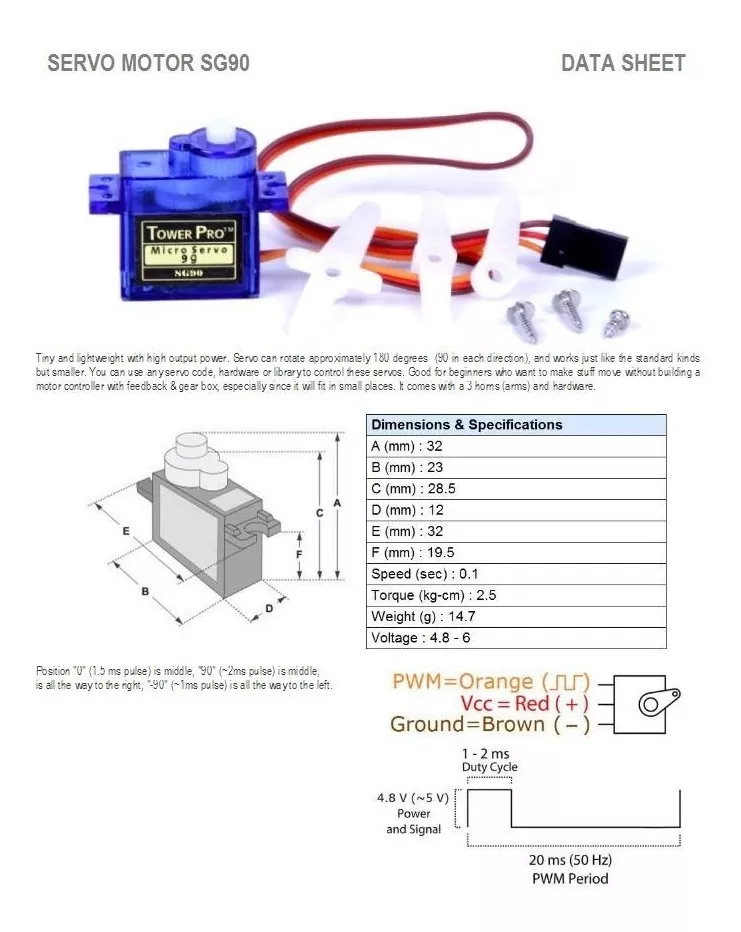 SERVO MOTOR SG90
DATA SHEET
TOWER PRO™
Micro Servo
9g
SG90
Tiny and lightweight with high output power. Servo can rotate approximately 180 degrees (90 in each direction), and works just like the standard kinds
but smaller. You can use any servo code, hardware or library to control these servos. Good for beginners who want to make stuff move without building a
motor controller with feedback & gear box, especially since it will fit in small places. It comes with a 3 horns (arms) and hardware.
A
C
F
E
B
D
Dimensions & Specifications
A (mm) : 32
B (mm) : 23
C (mm) : 28.5
D (mm) : 12
E (mm) : 32
F (mm) : 19.5
Speed (sec) : 0.1
Torque (kg-cm) : 2.5
Weight (g) : 14.7
Voltage : 4.8 - 6
Position "0" (1.5 ms pulse) is middle, "90" (~2ms pulse) is middle,
is all the way to the right, "-90" (~1ms pulse) is all the way to the left.
PWM=Orange (⎍⎍)
Vcc = Red ( + )
Ground=Brown ( – )
1 - 2 ms
Duty Cycle
4.8 V (~5 V)
Power
and Signal
20 ms (50 Hz)
PWM Period